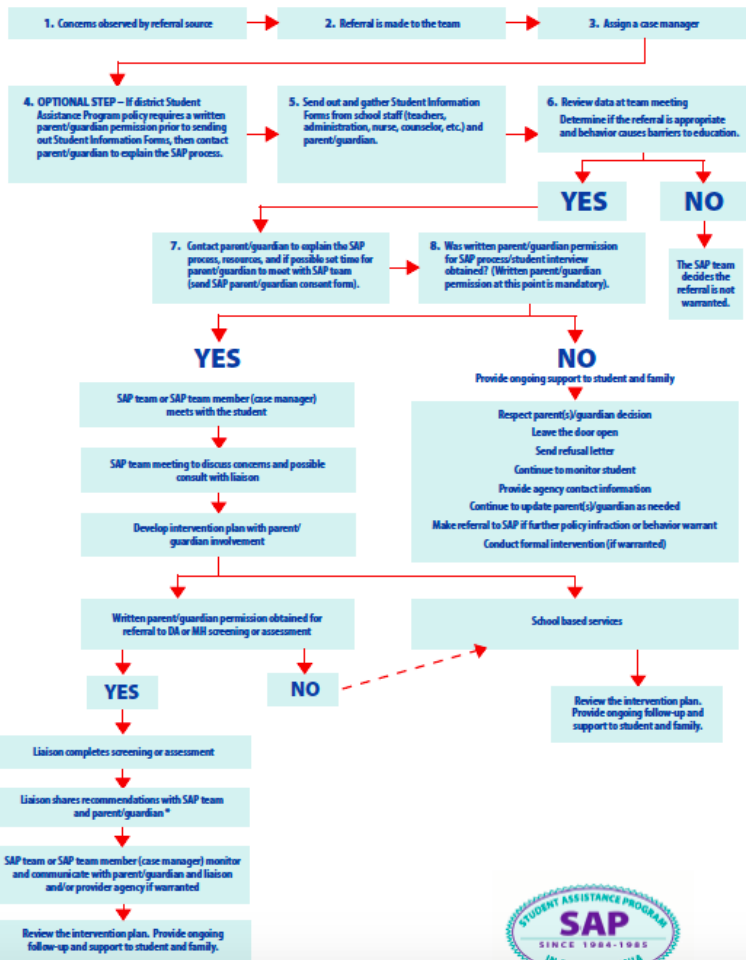 1. Concerns observed by referral source
2. Referral is made to the team
3. Assign a case manager
4. OPTIONAL STEP – If district Student
Assistance Program policy requires a written
parent/guardian permission prior to sending
out Student Information Forms, then contact
parent/guardian to explain the SAP process.
5. Send out and gather Student Information
Forms from school staff (teachers,
administration, nurse, counselor, etc.) and
parent/guardian.
6. Review data at team meeting
Determine if the referral is appropriate
and behavior causes barriers to education.
YES
NO
7. Contact parent/guardian to explain the SAP
process, resources, and if possible set time for
parent/guardian to meet with SAP team
(send SAP parent/guardian consent form).
8. Was written parent/guardian permission
for SAP process/student interview
obtained? (Written parent/guardian
permission at this point is mandatory).
The SAP team
decides the
referral is not
warranted.
YES
NO
Provide ongoing support to student and family
SAP team or SAP team member (case manager)
meets with the student
SAP team meeting to discuss concerns and possible
consult with liaison
Develop intervention plan with parent/
guardian involvement
Respect parent(s)/guardian decision
Leave the door open
Send refusal letter
Continue to monitor student
Provide agency contact information
Continue to update parent(s)/guardian as needed
Make referral to SAP if further policy infraction or behavior warrant
Conduct formal intervention (if warranted)
Written parent/guardian permission obtained for
referral to DA or MH screening or assessment
School based services
YES
NO
Review the intervention plan.
Provide ongoing follow-up and
support to student and family.
Liaison completes screening or assessment
Liaison shares recommendations with SAP team
and parent/guardian *
SAP team or SAP team member (case manager) monitor
and communicate with parent/guardian and liaison
and/or provider agency if warranted
Review the intervention plan. Provide ongoing
follow-up and support to student and family.
STUDENT ASSISTANCE PROGRAM
SAP
SINCE 1984-1985
IN